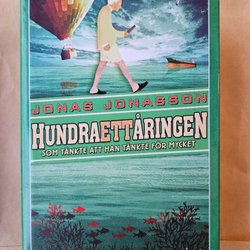 JONAS JONASSON
HUNDRAETTÅRINGEN
SOM TÄNKTE ATT HAN TÄNKTE FÖR MYCKET